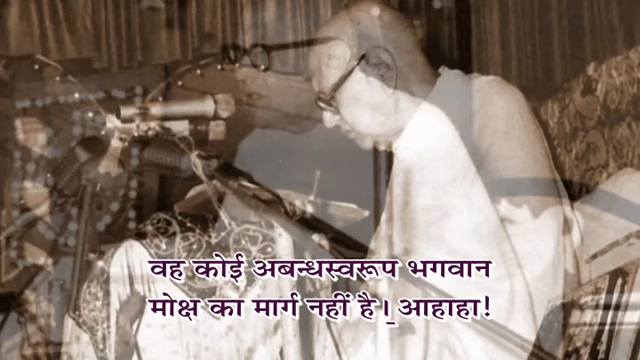 वह कोई अबन्धस्वरूप भगवान
मोक्ष का मार्ग नहीं है। आहाहा!